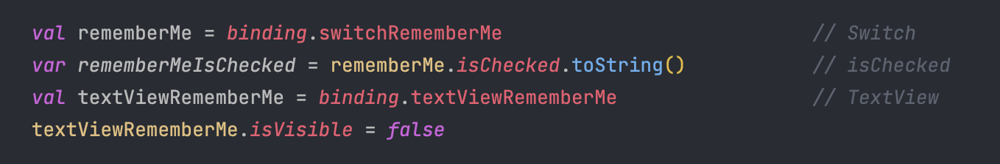 val rememberMe = binding.switchRememberMe // Switch
var rememberMeIsChecked = rememberMe.isChecked.toString() // isChecked
val textViewRememberMe = binding.textViewRememberMe // TextView
textViewRememberMe.isVisible = false